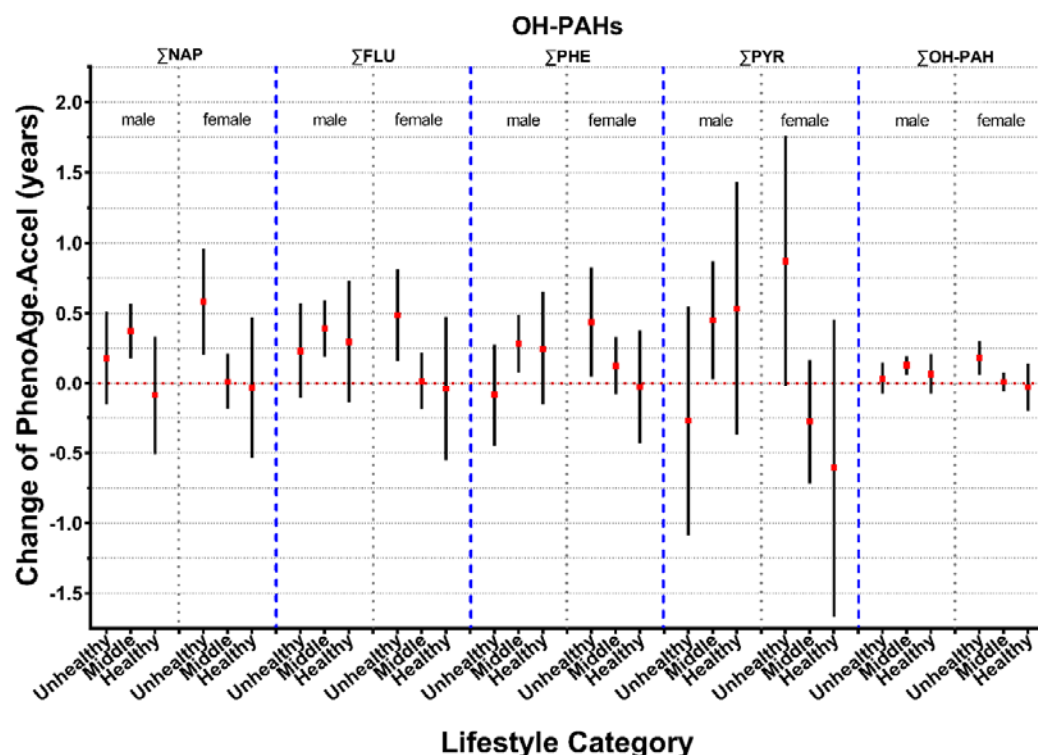 OH-PAHs
∑NAP ∑FLU ∑PHE ∑PYR ∑OH-PAH
male female male female male female male female male female
Change of PhenoAge.Accel (years)
2.0
1.5
1.0
0.5
0.0
-0.5
-1.0
-1.5
Unhealthy Middle Healthy Unhealthy Middle Healthy Unhealthy Middle Healthy Unhealthy Middle Healthy Unhealthy Middle Healthy Unhealthy Middle Healthy Unhealthy Middle Healthy Unhealthy Middle Healthy Unhealthy Middle Healthy Unhealthy Middle Healthy
Lifestyle Category